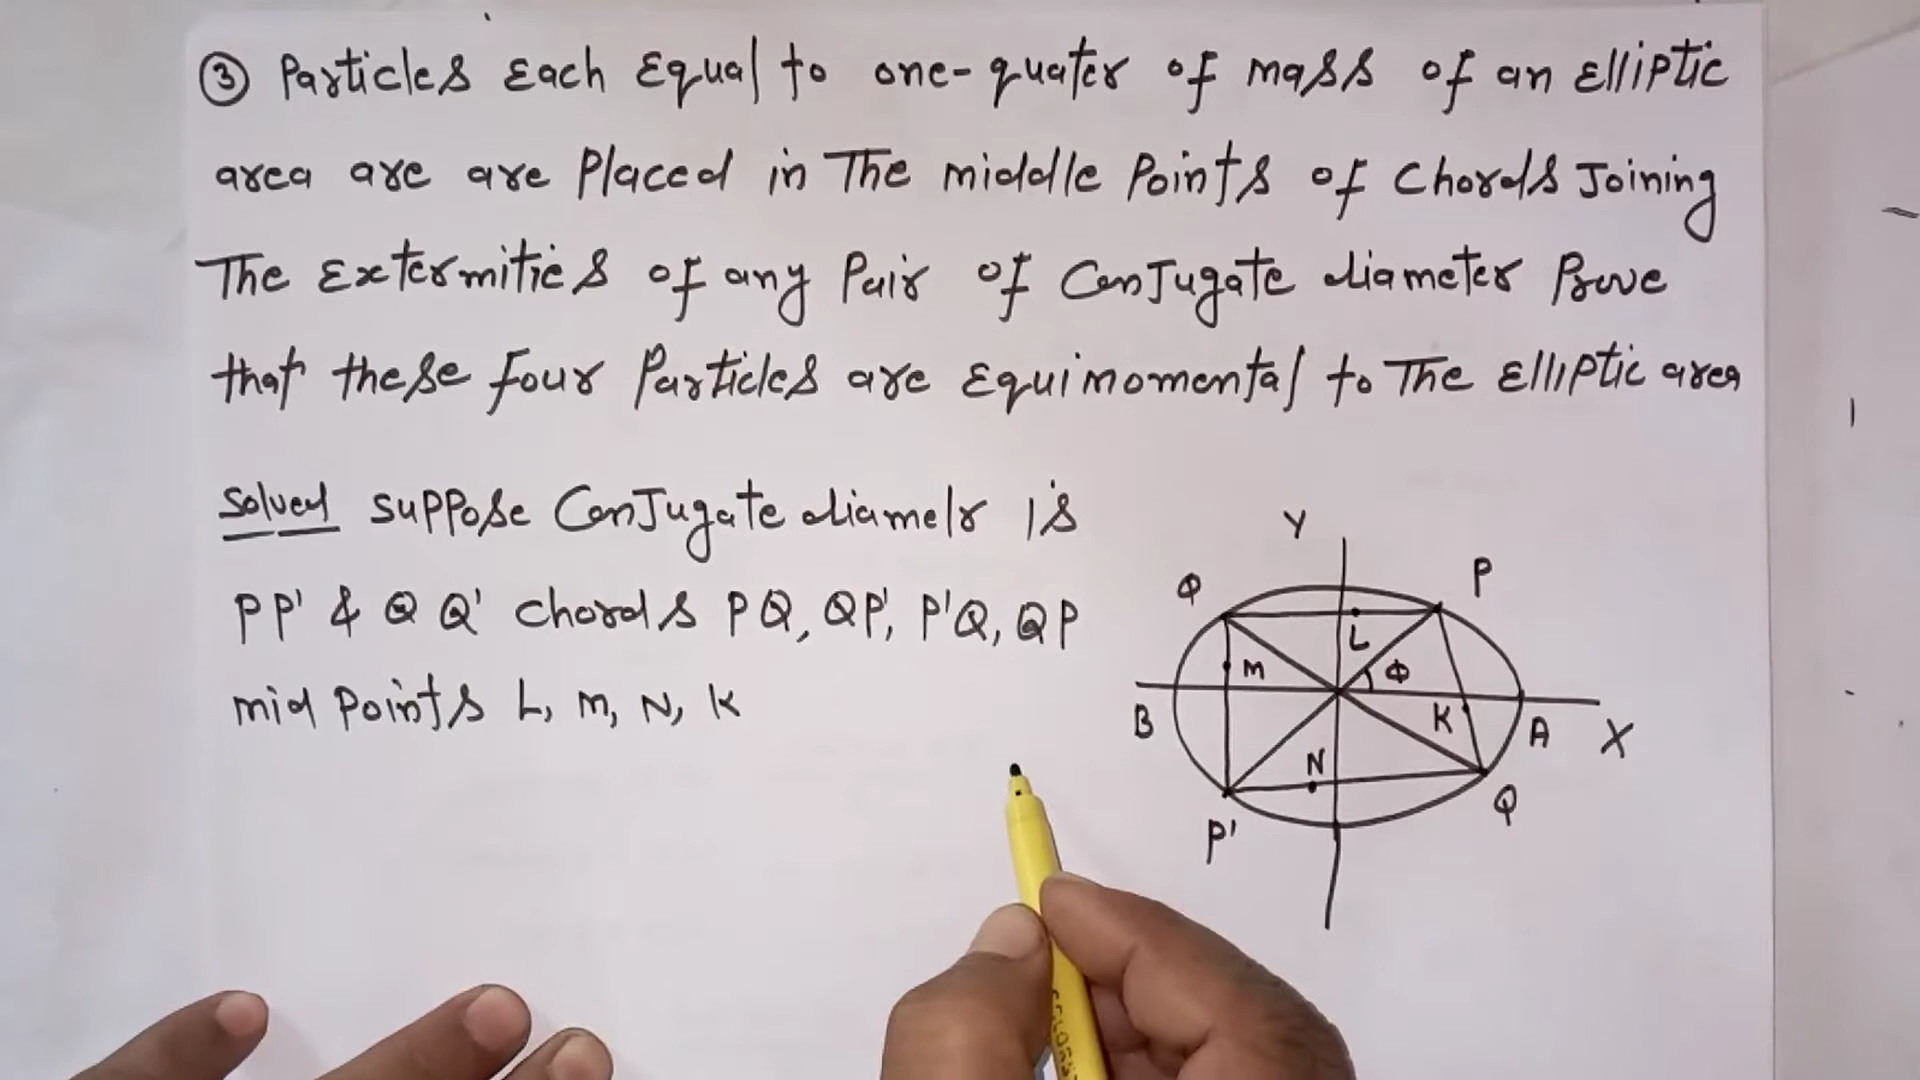 ③ Particles Each Equal to one-quater of mass of an Elliptic
area are are Placed in The middle Points of Chords Joining
The Extermities of any Pair of Conjugate diameter Prove
that these four Particles are Equimomental to The Elliptic area
Solved Suppose Conjugate diametr is
PP' & QQ' chords PQ, QP', P'Q, QP
mid Points L, M, N, K
Y
Q P
L
M Φ
B K A X
N
Q
P'